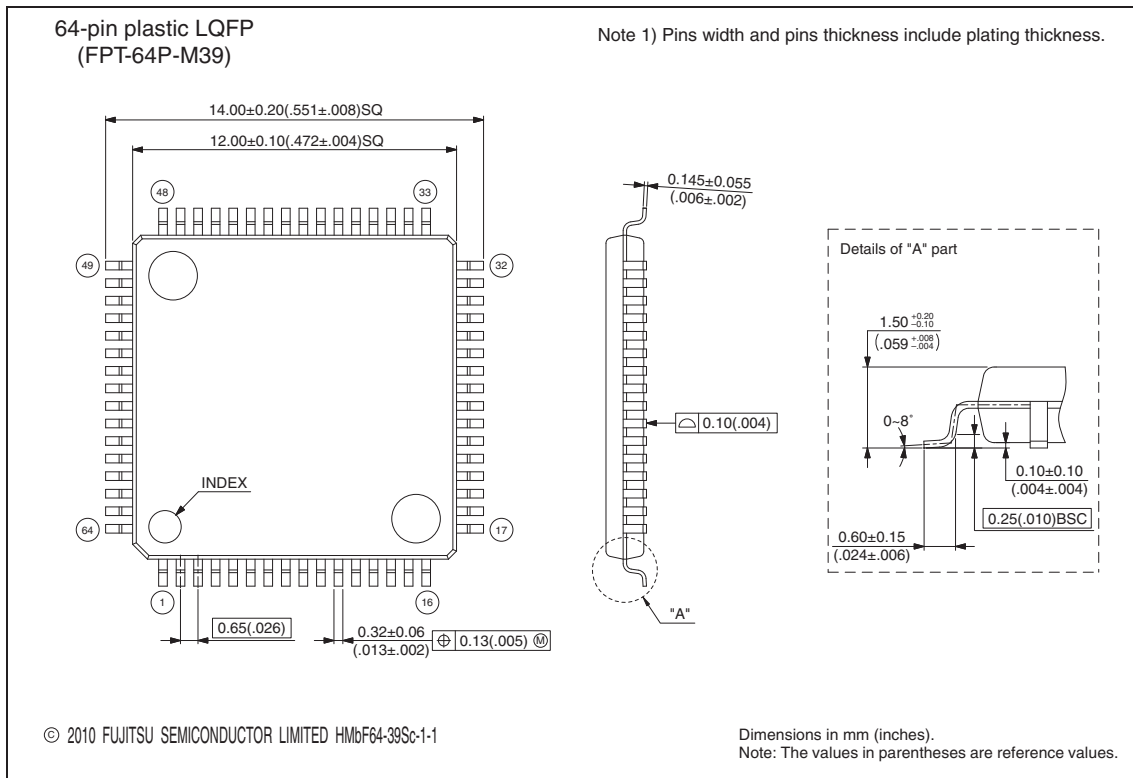 64-pin plastic LQFP
(FPT-64P-M39)
Note 1) Pins width and pins thickness include plating thickness.
14.00±0.20(.551±.008)SQ
12.00±0.10(.472±.004)SQ
48
33
49
32
64
17
1
16
INDEX
0.65(.026)
0.32±0.06
(.013±.002)
⌖ 0.13(.005) Ⓜ
0.145±0.055
(.006±.002)
⌓ 0.10(.004)
"A"
Details of "A" part
1.50 +0.20 −0.10
(.059 +.008 −.004)
0~8°
0.10±0.10
(.004±.004)
0.25(.010)BSC
0.60±0.15
(.024±.006)
© 2010 FUJITSU SEMICONDUCTOR LIMITED HMbF64-39Sc-1-1
Dimensions in mm (inches).
Note: The values in parentheses are reference values.